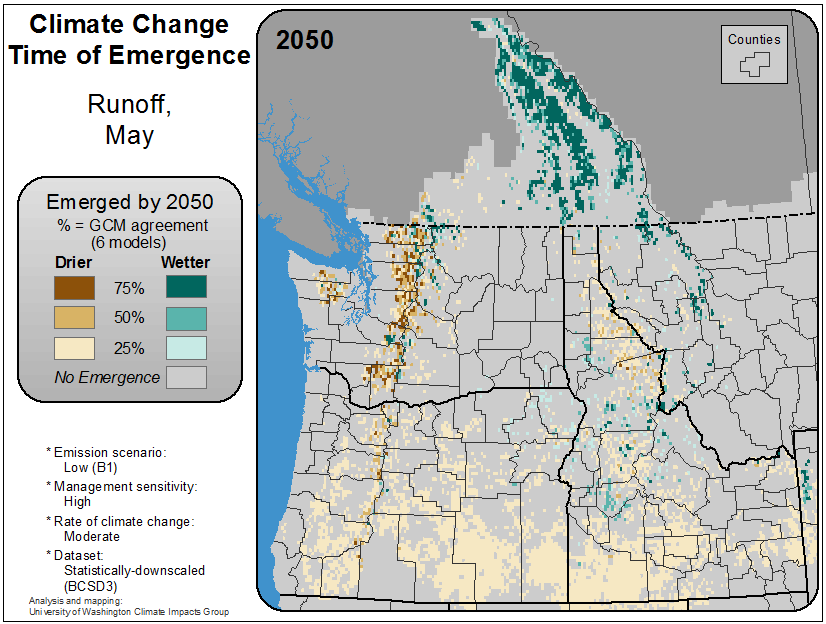 Climate Change
Time of Emergence
Runoff,
May
Emerged by 2050
% = GCM agreement
(6 models)
Drier Wetter
75%
50%
25%
No Emergence
* Emission scenario:
Low (B1)
* Management sensitivity:
High
* Rate of climate change:
Moderate
* Dataset:
Statistically-downscaled
(BCSD3)
Analysis and mapping:
University of Washington Climate Impacts Group
2050
Counties